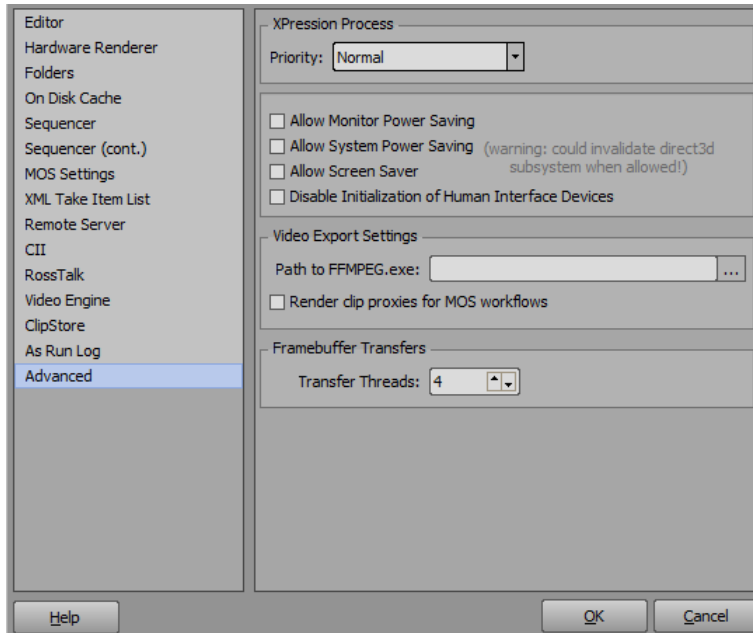 Editor
Hardware Renderer
Folders
On Disk Cache
Sequencer
Sequencer (cont.)
MOS Settings
XML Take Item List
Remote Server
CII
RossTalk
Video Engine
ClipStore
As Run Log
Advanced
XPression Process
Priority: Normal
Allow Monitor Power Saving
Allow System Power Saving (warning: could invalidate direct3d
subsystem when allowed!)
Allow Screen Saver
Disable Initialization of Human Interface Devices
Video Export Settings
Path to FFMPEG.exe: ...
Render clip proxies for MOS workflows
Framebuffer Transfers
Transfer Threads: 4
Help OK Cancel